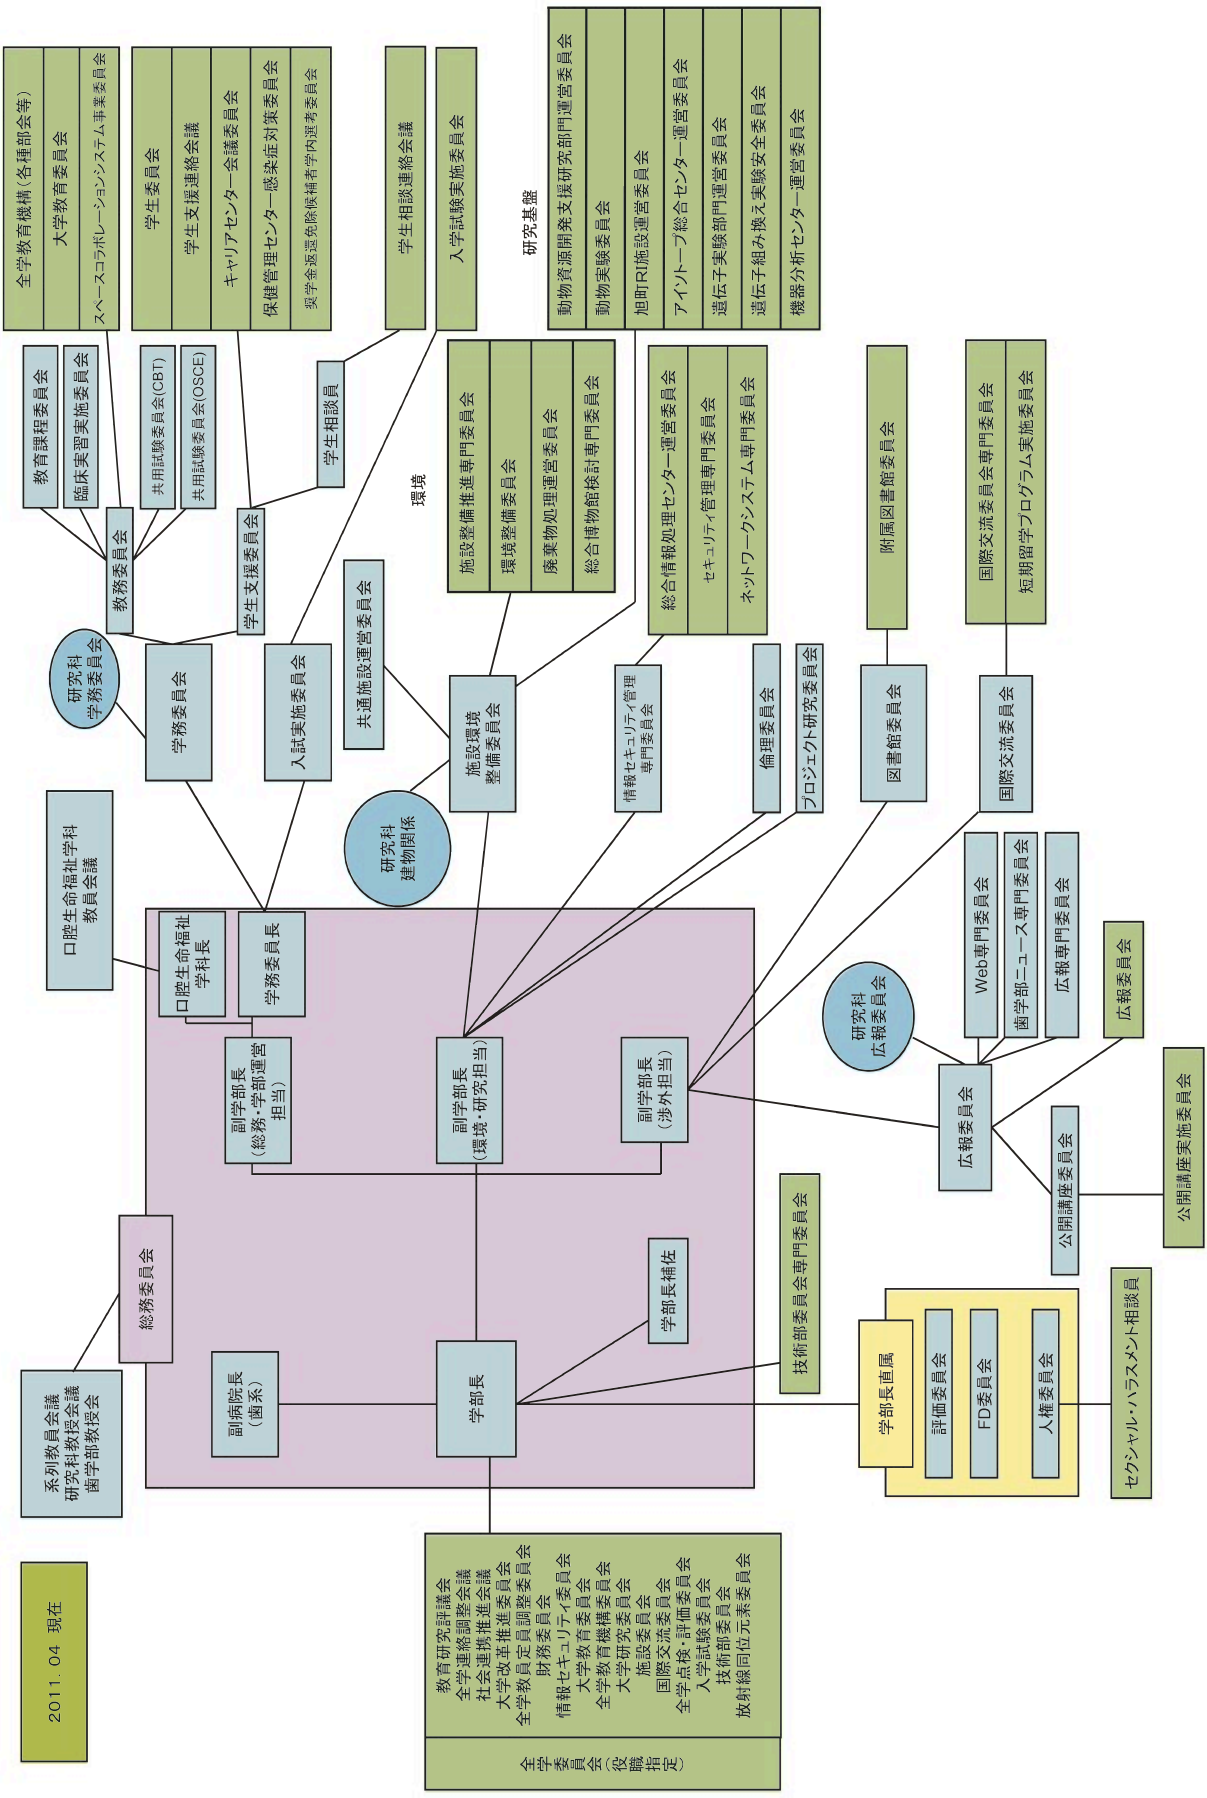 2011. 04 現在
系列教員会議
研究科教授会議
歯学部教授会
総務委員会
副病院長
（歯系）
学部長
学部長補佐
技術部委員会専門委員会
学部長直属
評価委員会
FD委員会
人権委員会
セクシャル・ハラスメント相談員
全学委員会（役職指定）
教育研究評議会
全学連絡調整会議
社会連携推進会議
大学改革推進委員会
全学教員定員調整委員会
財務委員会
情報セキュリティ委員会
大学教育委員会
全学教育機構委員会
大学研究委員会
施設委員会
国際交流委員会
全学点検・評価委員会
入学試験委員会
技術部委員会
放射線同位元素委員会
副学部長
（総務・学部運営
担当）
副学部長
（環境・研究担当）
副学部長
（渉外担当）
口腔生命福祉
学科長
学務委員長
口腔生命福祉学科
教員会議
研究科
学務委員会
学務委員会
入試実施委員会
教務委員会
学生支援委員会
教育課程委員会
臨床実習実施委員会
共用試験委員会(CBT)
共用試験委員会(OSCE)
学生相談員
全学教育機構（各種部会等）
大学教育委員会
スペースコラボレーションシステム事業委員会
学生委員会
学生支援連絡会議
キャリアセンター会議委員会
保健管理センター感染症対策委員会
奨学金返還免除候補者学内選考委員会
学生相談連絡会議
入学試験実施委員会
研究科
建物関係
共通施設運営委員会
施設環境
整備委員会
環境
施設整備推進専門委員会
環境整備委員会
廃棄物処理運営委員会
総合博物館検討専門委員会
研究基盤
動物資源開発支援研究部門運営委員会
動物実験委員会
旭町RI施設運営委員会
アイソトープ総合センター運営委員会
遺伝子実験部門運営委員会
遺伝子組み換え実験安全委員会
機器分析センター運営委員会
情報セキュリティ管理
専門委員会
総合情報処理センター運営委員会
セキュリティ管理専門委員会
ネットワークシステム専門委員会
倫理委員会
プロジェクト研究委員会
図書館委員会
附属図書館委員会
国際交流委員会
国際交流委員会専門委員会
短期留学プログラム実施委員会
研究科
広報委員会
広報委員会
Web専門委員会
歯学部ニュース専門委員会
広報専門委員会
広報委員会
公開講座委員会
公開講座実施委員会